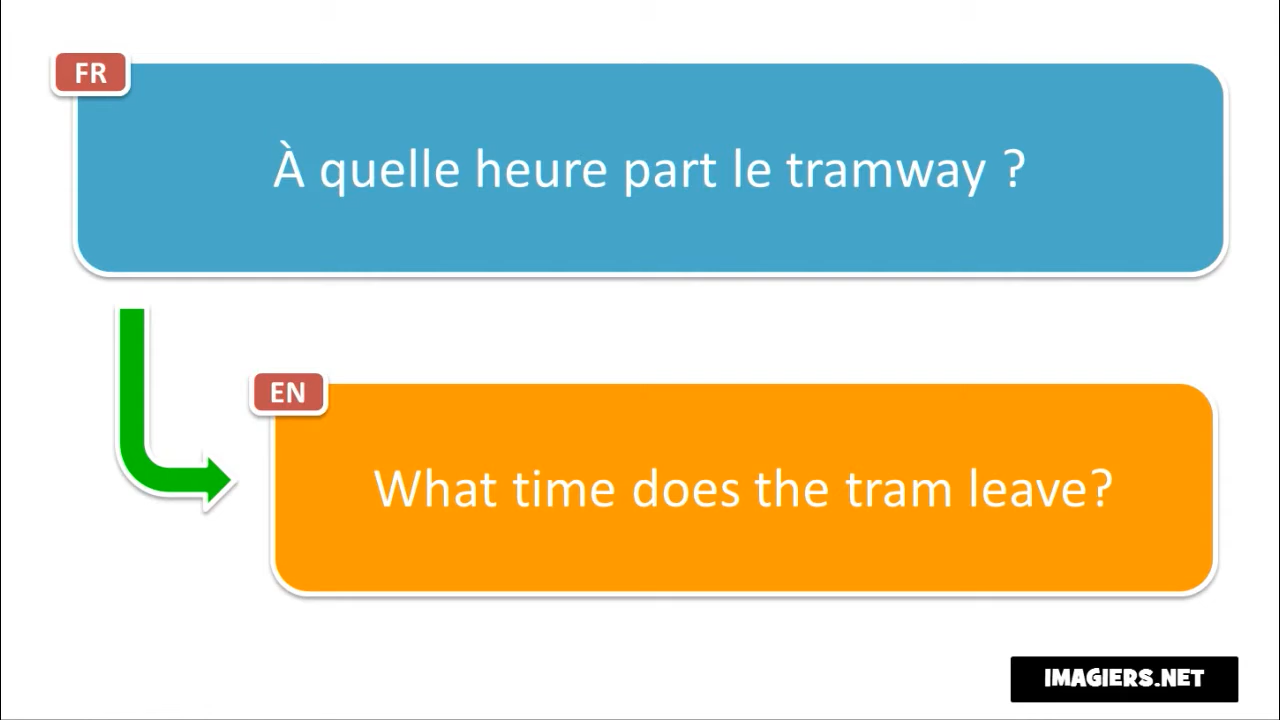 FR
À quelle heure part le tramway ?
EN
What time does the tram leave?
IMAGIERS.NET